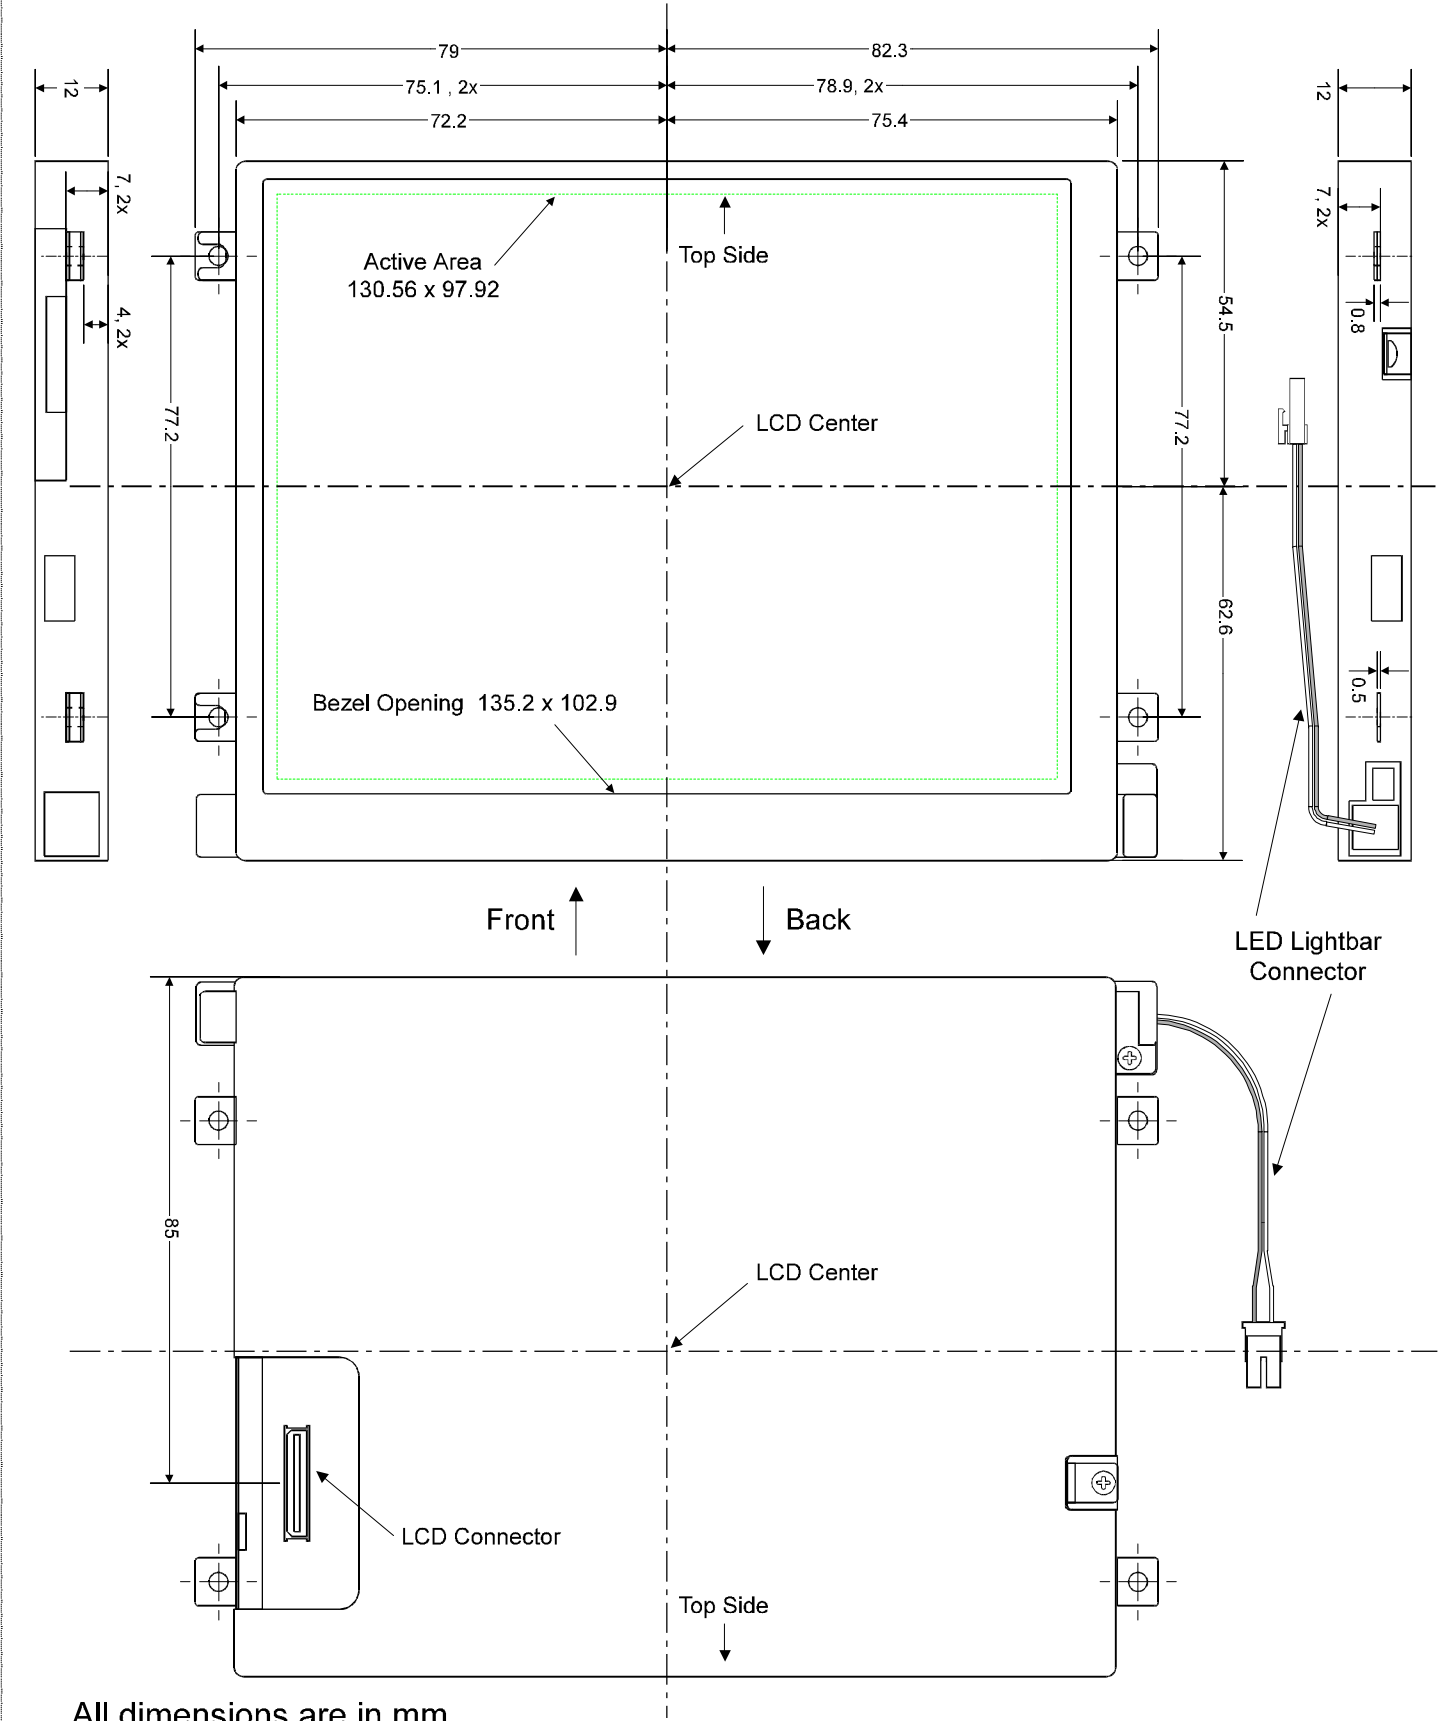 79
82.3
75.1 , 2x
78.9, 2x
72.2
75.4
12
12
7, 2x
7, 2x
Active Area
130.56 x 97.92
Top Side
4, 2x
54.5
0.8
77.2
LCD Center
77.2
62.6
0.5
Bezel Opening 135.2 x 102.9
Front
Back
LED Lightbar
Connector
85
LCD Center
LCD Connector
Top Side
All dimensions are in mm